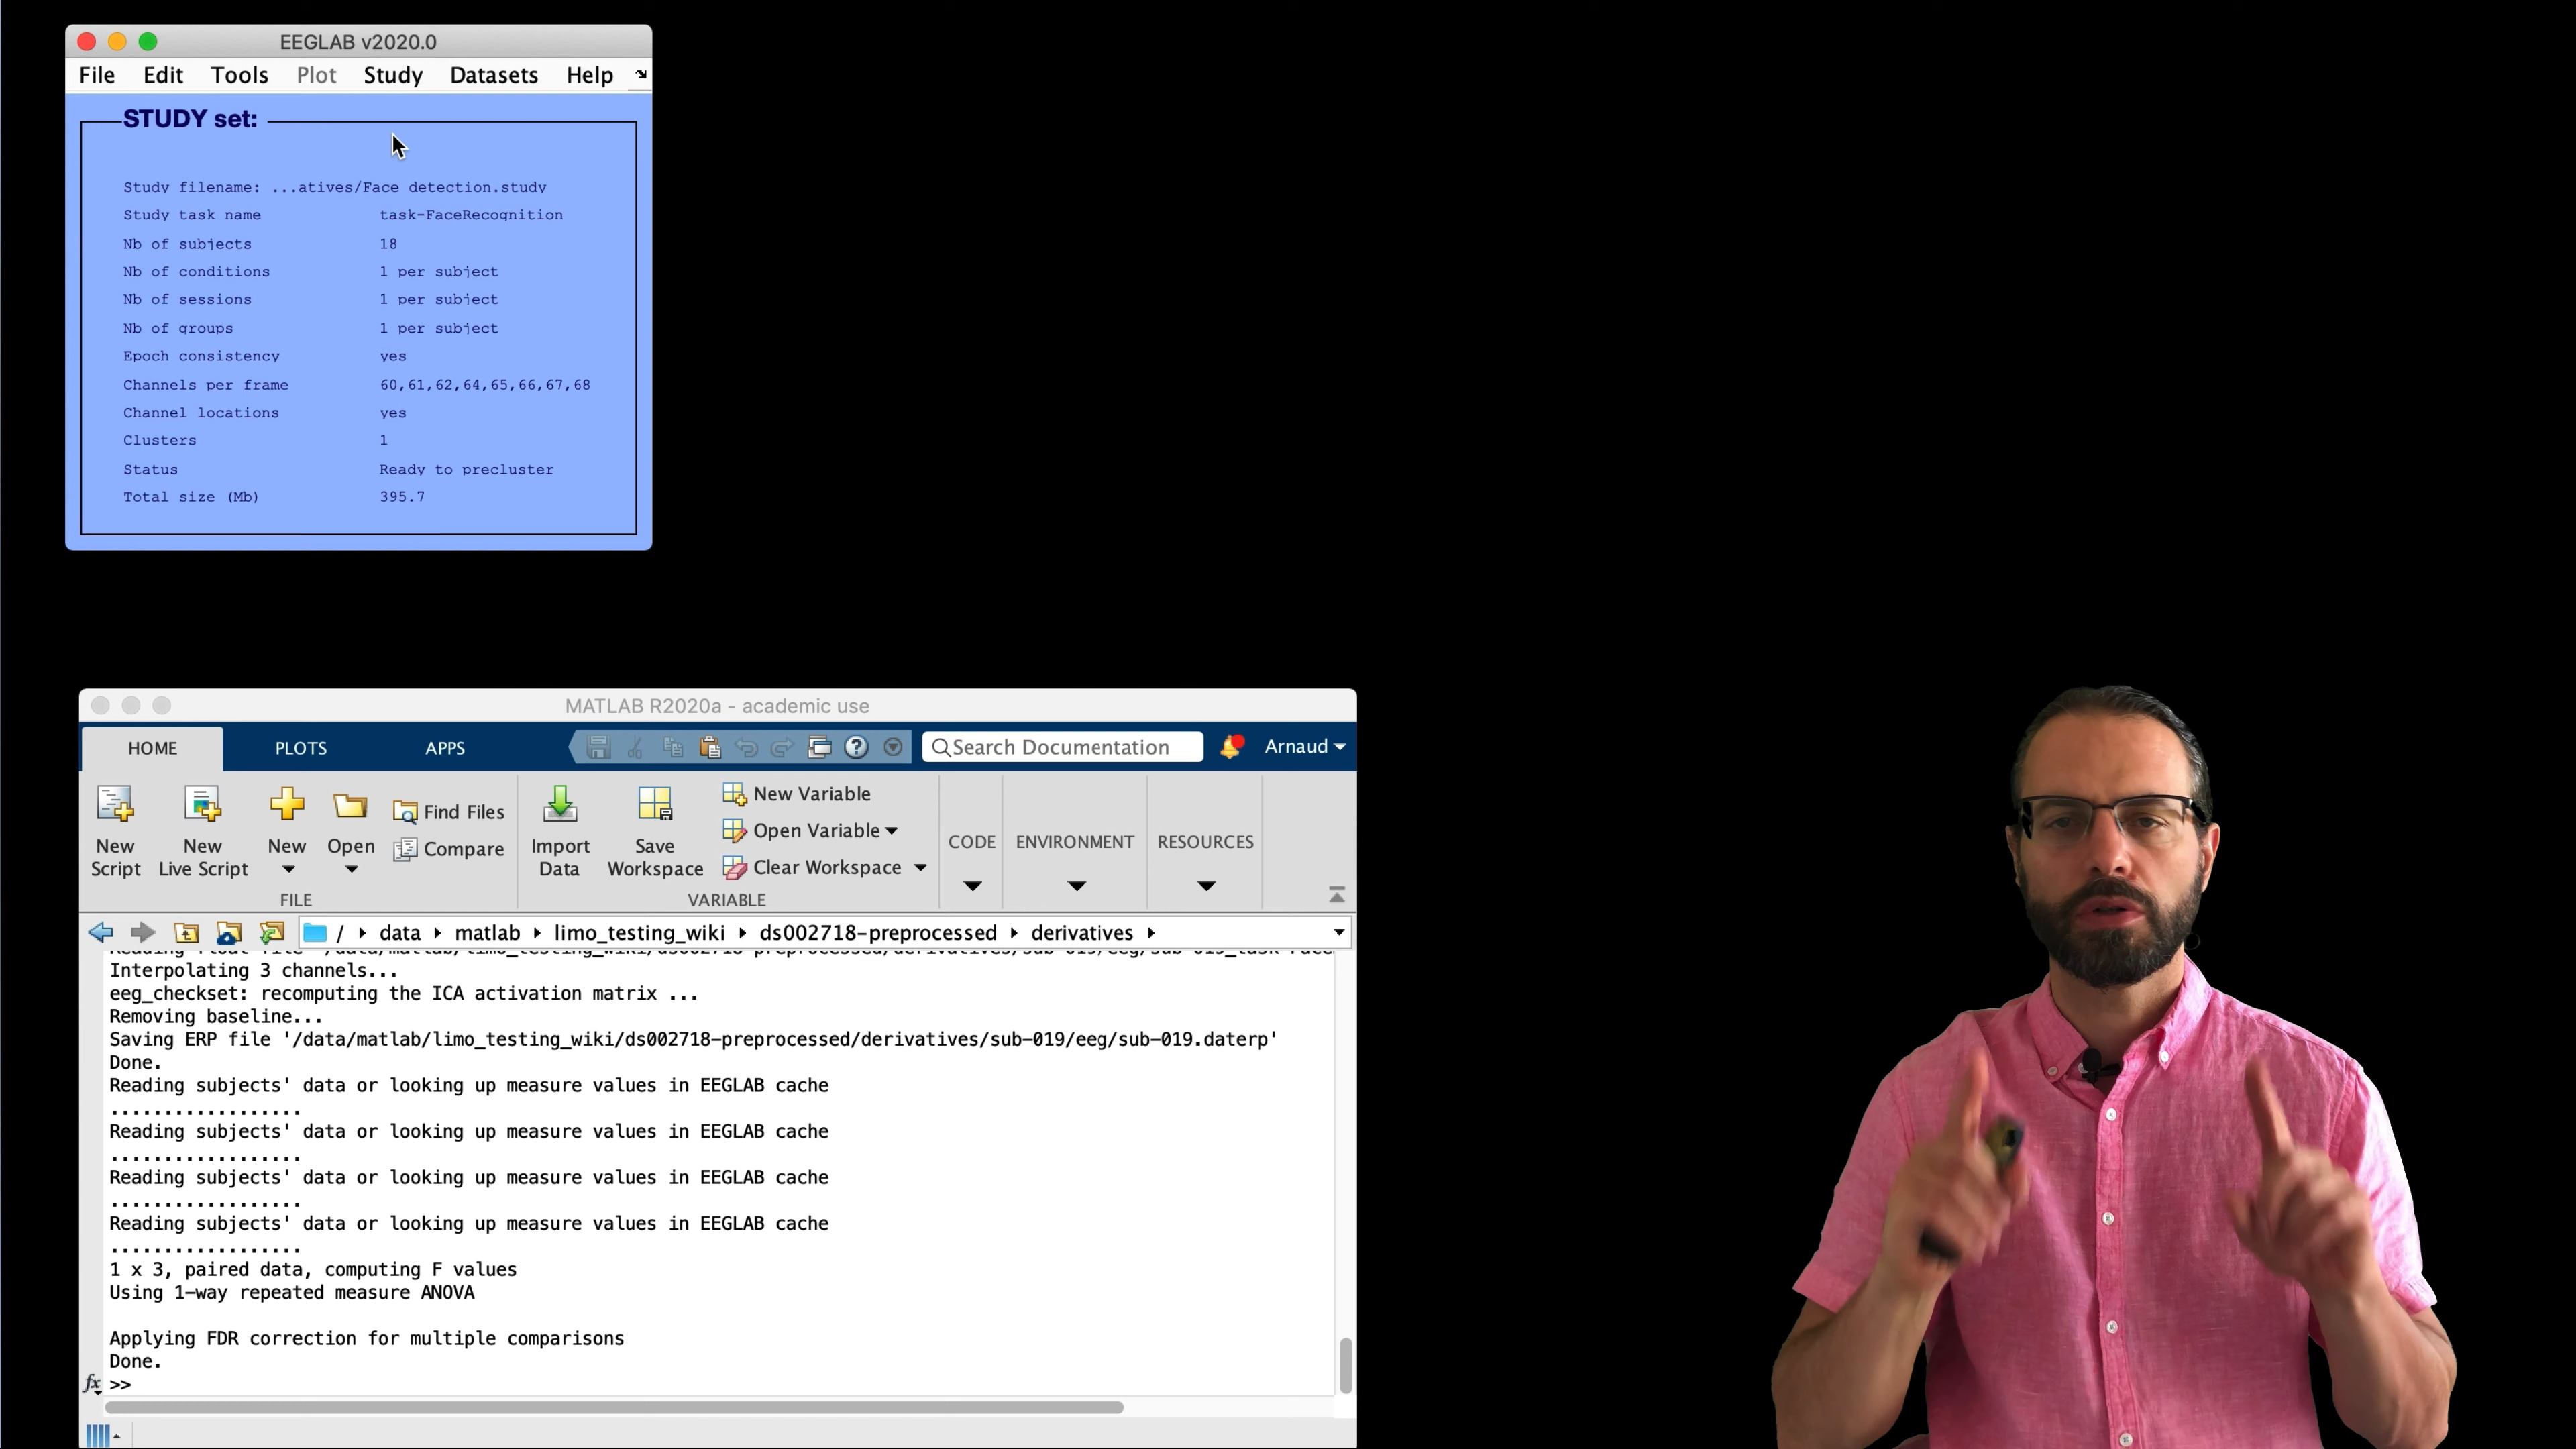 EEGLAB v2020.0
File Edit Tools Plot Study Datasets Help
STUDY set:
Study filename: ...atives/Face detection.study
Study task name task-FaceRecognition
Nb of subjects 18
Nb of conditions 1 per subject
Nb of sessions 1 per subject
Nb of groups 1 per subject
Epoch consistency yes
Channels per frame 60,61,62,64,65,66,67,68
Channel locations yes
Clusters 1
Status Ready to precluster
Total size (Mb) 395.7
MATLAB R2020a - academic use
HOME PLOTS APPS Search Documentation Arnaud
New Script
New Live Script
New
Open
Find Files
Compare
Import Data
Save Workspace
New Variable
Open Variable
Clear Workspace
CODE ENVIRONMENT RESOURCES
FILE VARIABLE
/ data matlab limo_testing_wiki ds002718-preprocessed derivatives
Interpolating 3 channels...
eeg_checkset: recomputing the ICA activation matrix ...
Removing baseline...
Saving ERP file '/data/matlab/limo_testing_wiki/ds002718-preprocessed/derivatives/sub-019/eeg/sub-019.daterp'
Done.
Reading subjects' data or looking up measure values in EEGLAB cache
..................
Reading subjects' data or looking up measure values in EEGLAB cache
..................
Reading subjects' data or looking up measure values in EEGLAB cache
..................
Reading subjects' data or looking up measure values in EEGLAB cache
..................
1 x 3, paired data, computing F values
Using 1-way repeated measure ANOVA
Applying FDR correction for multiple comparisons
Done.
fx >>